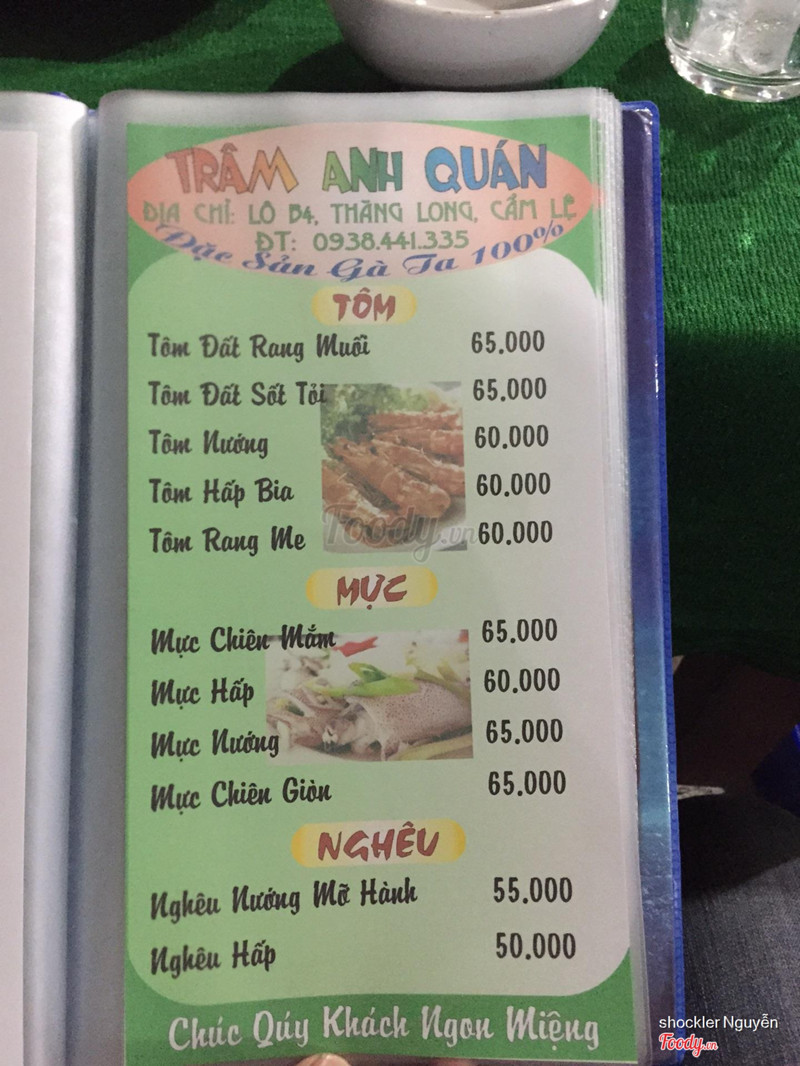 TRÂM ANH QUÁN
ĐỊA CHỈ: LÔ B4, THĂNG LONG, CẨM LỆ
ĐT: 0938.441.335
Đặc Sản Gà Ta 100%
TÔM
Tôm Đất Rang Muối 65.000
Tôm Đất Sốt Tỏi 65.000
Tôm Nướng 60.000
Tôm Hấp Bia 60.000
Tôm Rang Me 60.000
Foody.vn
MỰC
Mực Chiên Mắm 65.000
Mực Hấp 60.000
Mực Nướng 65.000
Mực Chiên Giòn 65.000
NGHÊU
Nghêu Nướng Mỡ Hành 55.000
Nghêu Hấp 50.000
Chúc Qúy Khách Ngon Miệng
shockler Nguyễn
Foody.vn